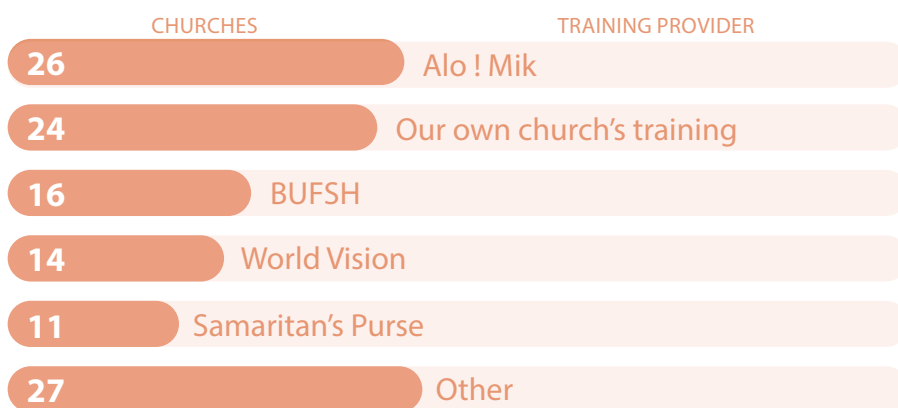 CHURCHES TRAINING PROVIDER
26 Alo ! Mik
24 Our own church’s training
16 BUFSH
14 World Vision
11 Samaritan’s Purse
27 Other